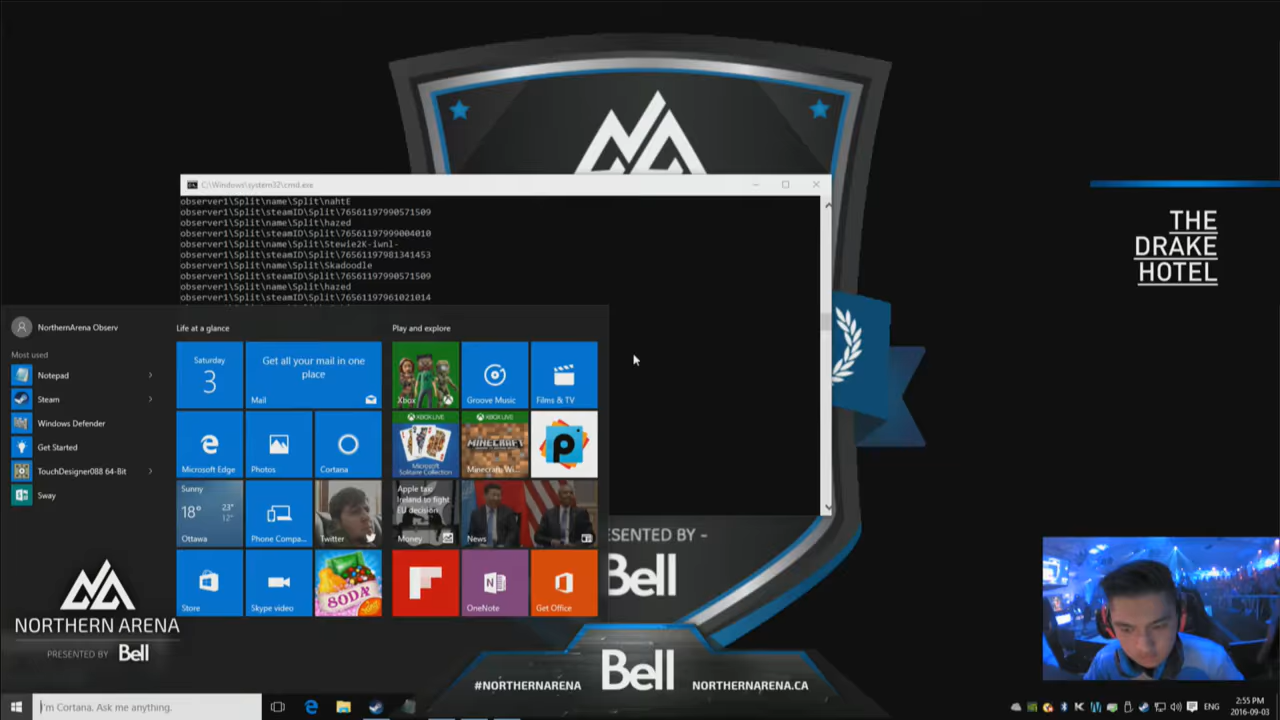 C:\Windows\system32\cmd.exe
observer1\Split\name\Split\nahtE
observer1\Split\steamID\Split\76561197990571509
observer1\Split\name\Split\hazed
observer1\Split\steamID\Split\76561197999004010
observer1\Split\name\Split\Stewie2K-iwnl-
observer1\Split\steamID\Split\76561197981341453
observer1\Split\name\Split\Skadoodle
observer1\Split\steamID\Split\76561197990571509
observer1\Split\name\Split\hazed
observer1\Split\steamID\Split\76561197961021014
THE
DRAKE
HOTEL
NorthernArena Observ
Most used
Notepad
Steam
Windows Defender
Get Started
TouchDesigner088 64-Bit
Sway
Life at a glance
Saturday
3
Get all your mail in one
place
Mail
Microsoft Edge
Photos
Cortana
Sunny
18°
23°
12°
Ottawa
Phone Compa...
Twitter
Store
Skype video
SODA
Play and explore
Xbox
Groove Music
Films & TV
XBOX LIVE
Microsoft
Solitaire Collection
XBOX LIVE
MINECRAFT
Minecraft: Wi...
p
Apple tax:
Ireland to fight
EU decision
Money
News
OneNote
Get Office
NORTHERN ARENA
PRESENTED BY Bell
ESENTED BY -
Bell
Bell
#NORTHERNARENA
NORTHERNARENA.CA
I'm Cortana. Ask me anything.
ENG
2:55 PM
2016-09-03